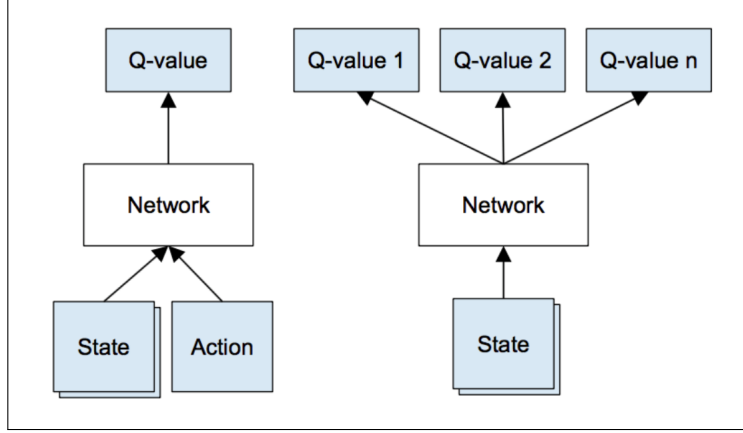 Q-value
Q-value 1
Q-value 2
Q-value n
Network
Network
State
Action
State